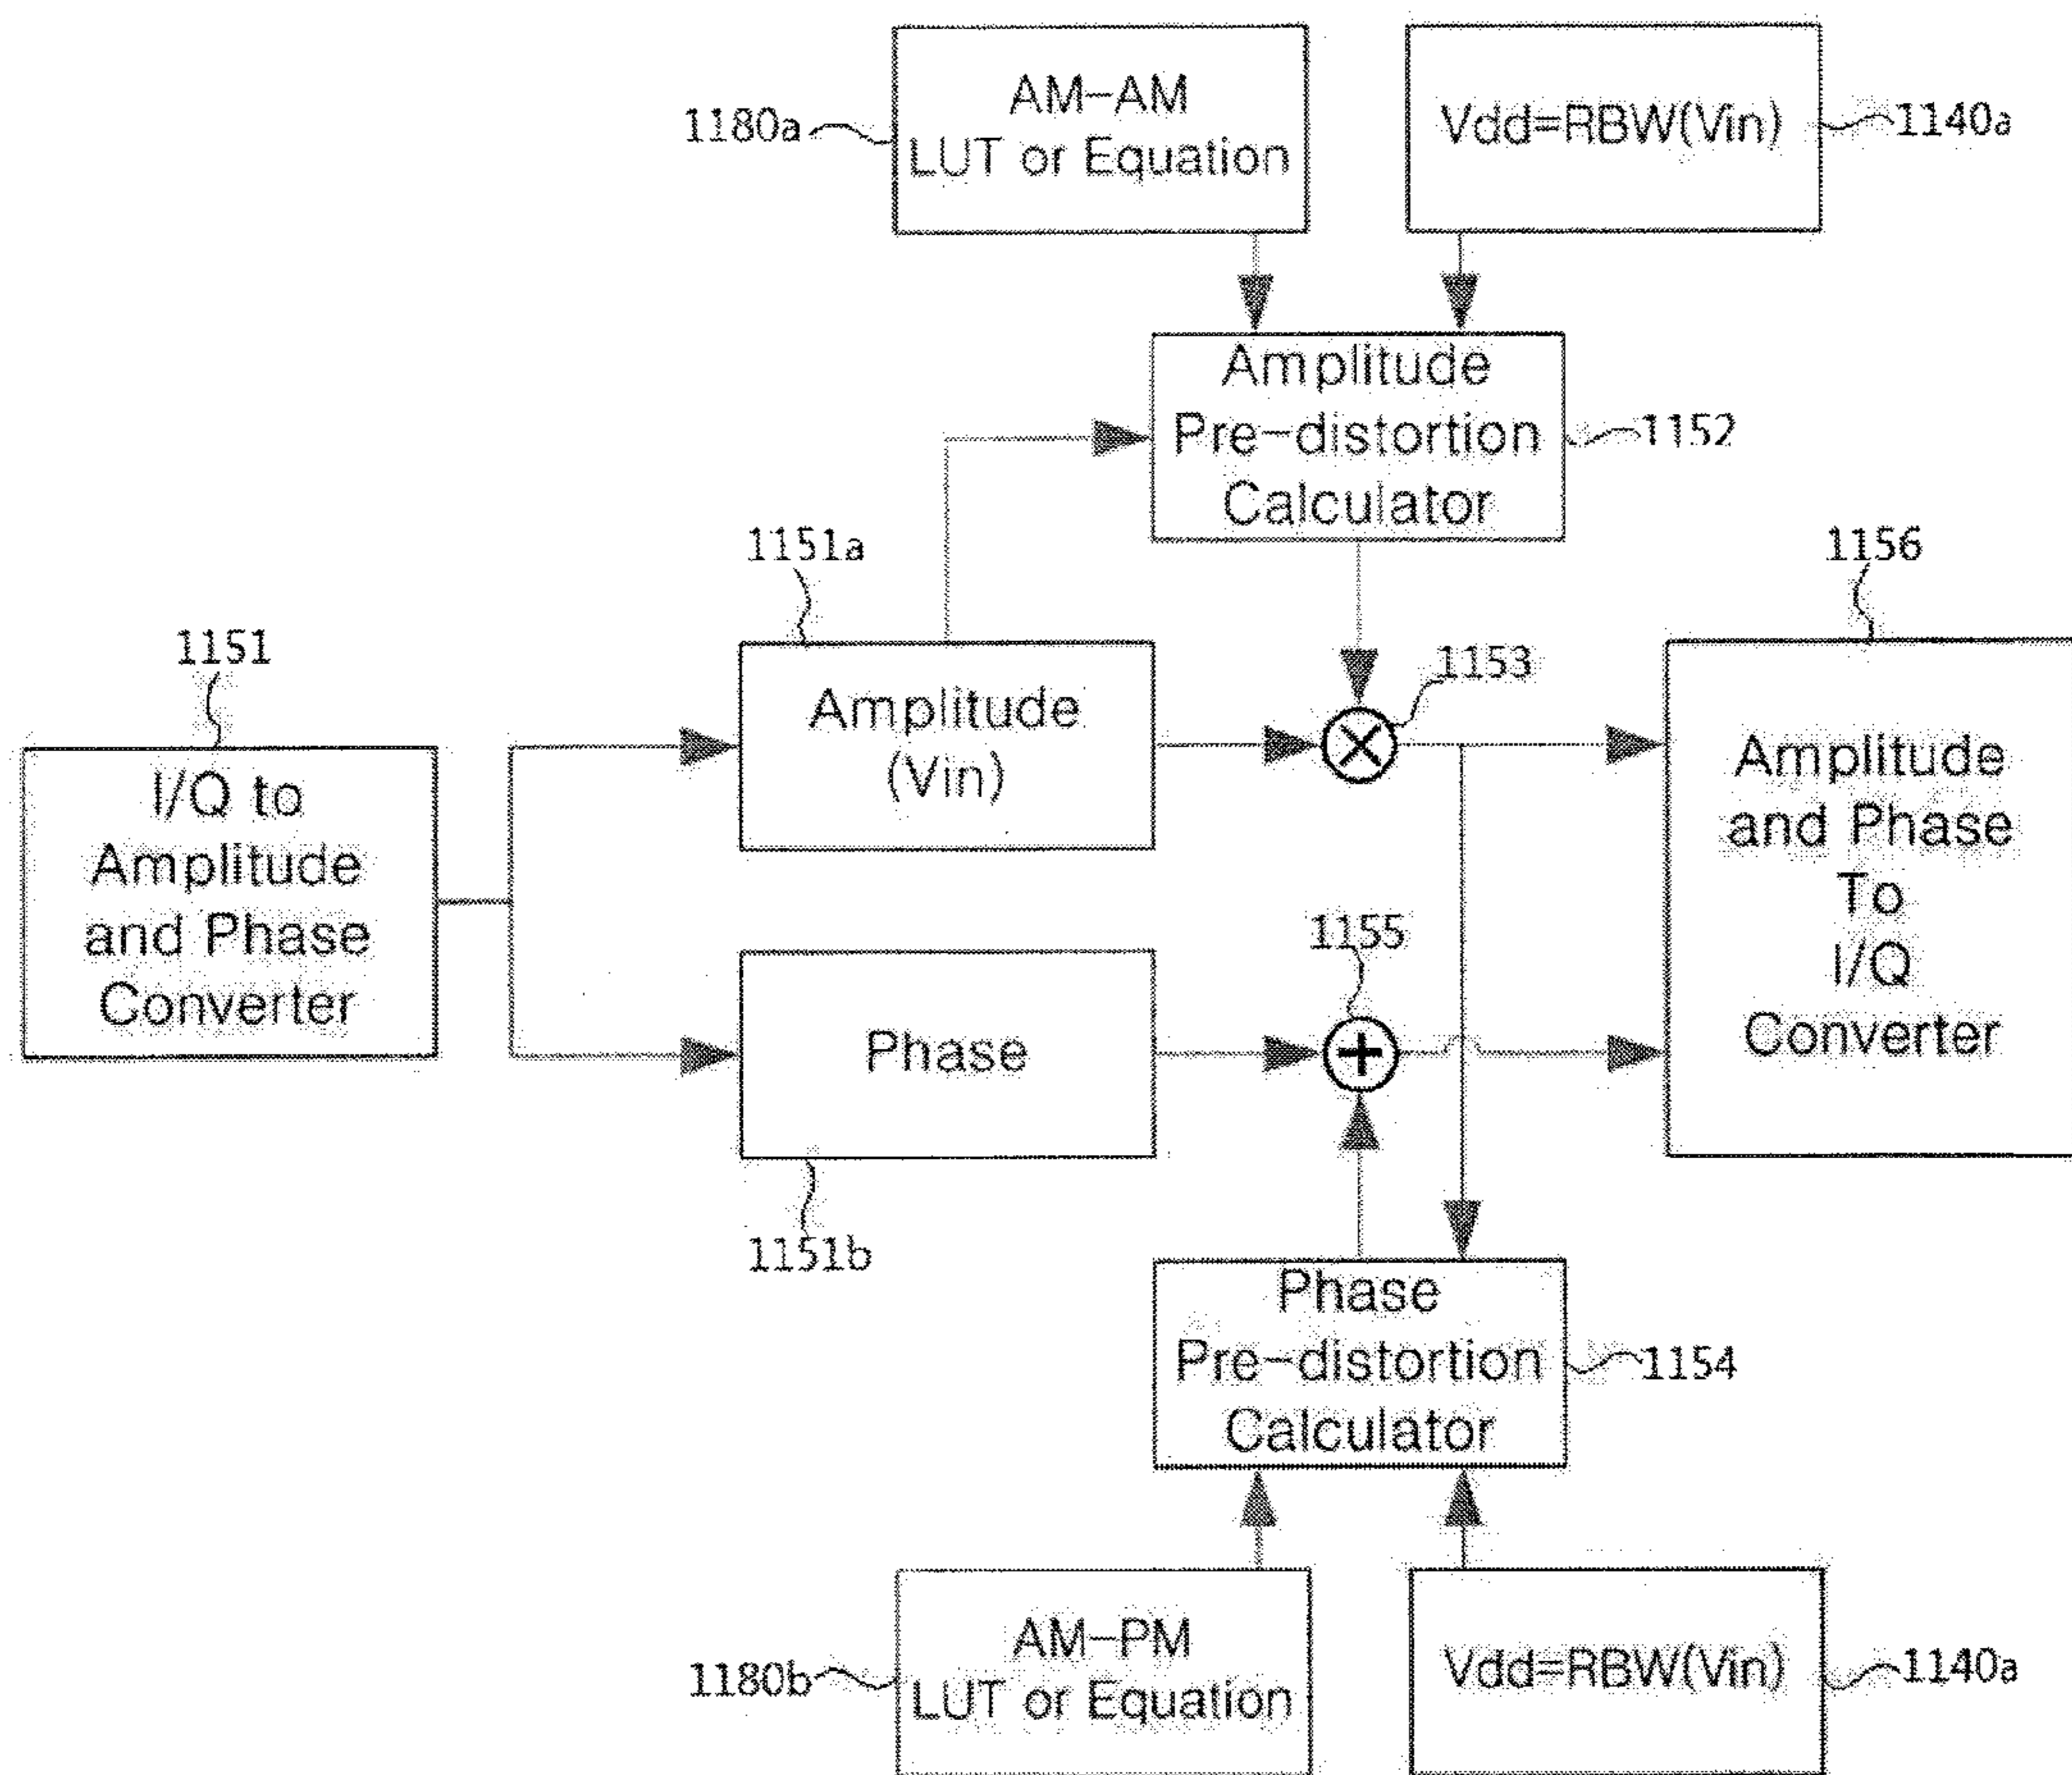 AM-AM
LUT or Equation
1180a
Vdd=RBW(Vin)
1140a
Amplitude
Pre-distortion
Calculator
1152
1151a
1156
1151
Amplitude
(Vin)
1153
I/Q to
Amplitude
and Phase
Converter
Amplitude
and Phase
To
I/Q
Converter
1155
Phase
1151b
Phase
Pre-distortion
Calculator
1154
AM-PM
LUT or Equation
1180b
Vdd=RBW(Vin)
1140a